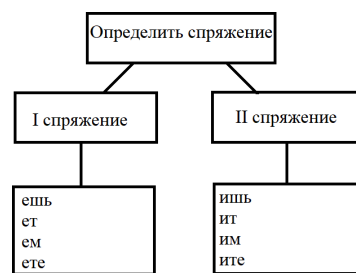 Определить спряжение
I спряжение
II спряжение
ешь
ет
ем
ете
ишь
ит
им
ите